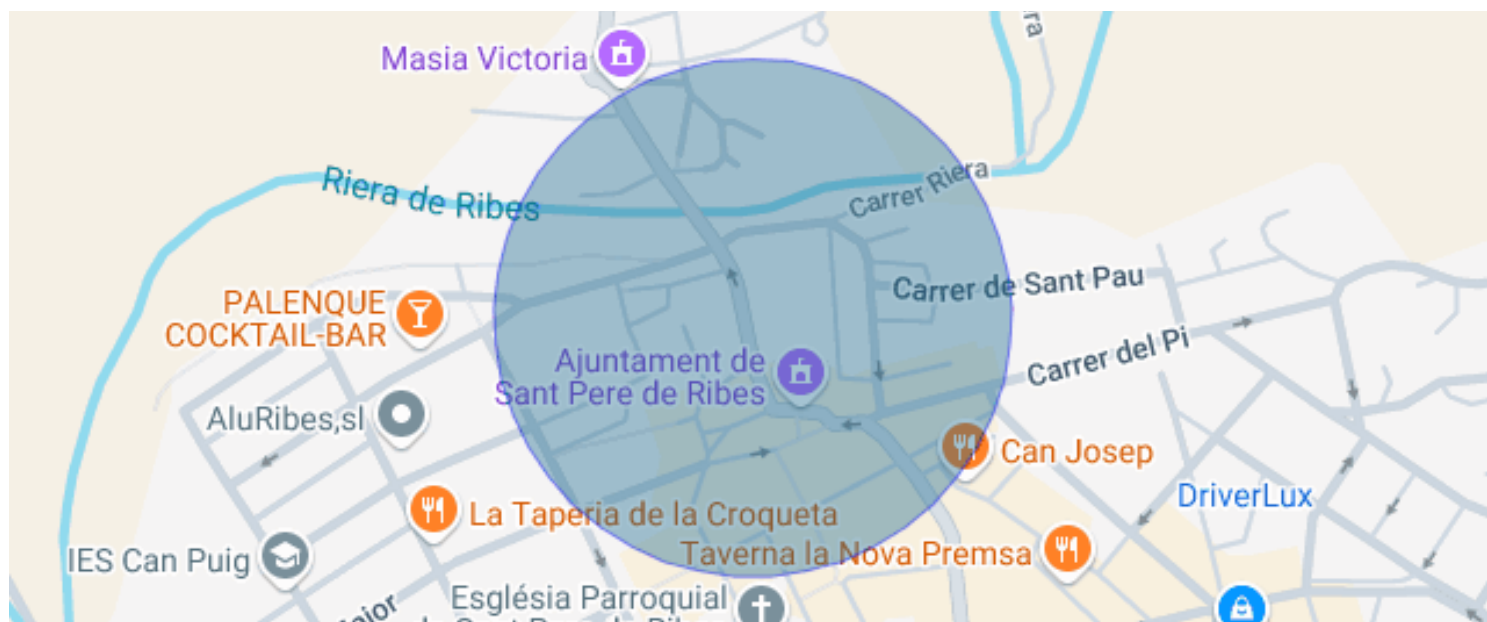 Masia Victoria
Riera de Ribes
Carrer Riera
Carrer de Sant Pau
PALENQUE
COCKTAIL-BAR
Carrer del Pi
Ajuntament de
Sant Pere de Ribes
AluRibes,sl
Can Josep
DriverLux
La Taperia de la Croqueta
Taverna la Nova Premsa
IES Can Puig
Església Parroquial